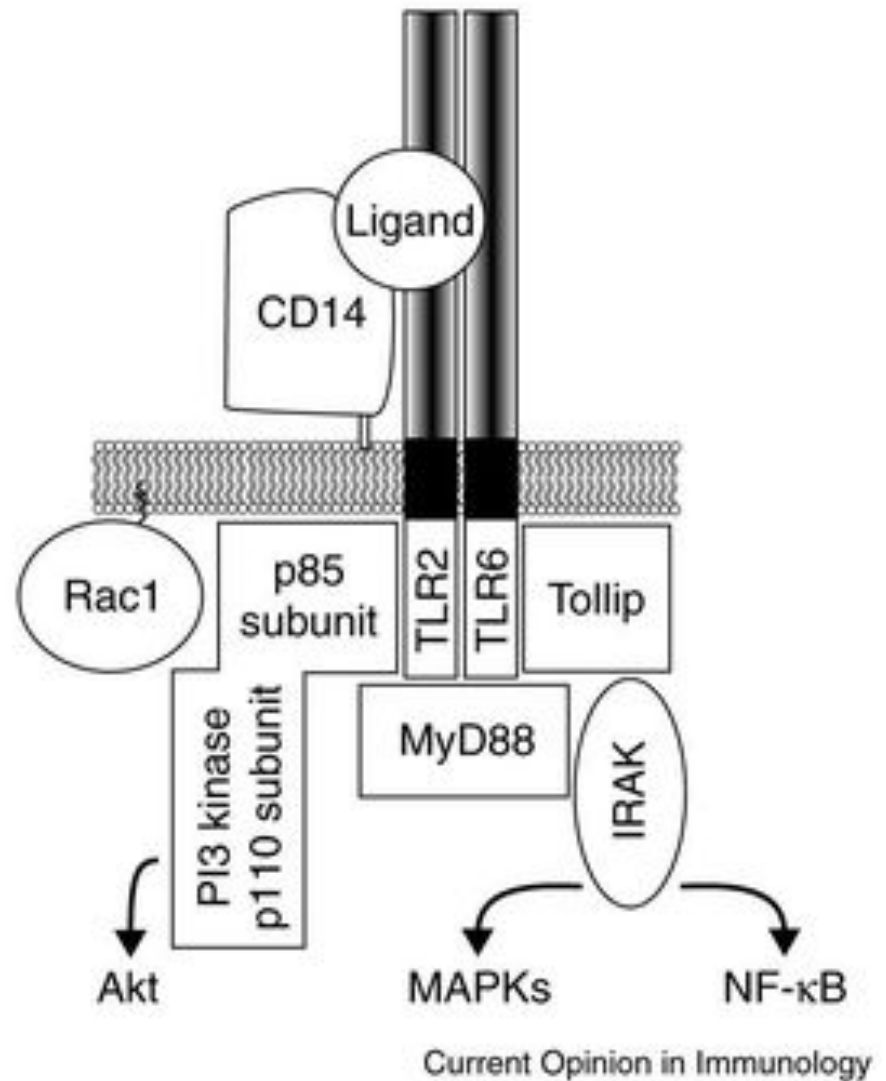 Ligand
CD14
Rac1
p85
subunit
TLR2
TLR6
Tollip
PI3 kinase
p110 subunit
MyD88
IRAK
Akt
MAPKs
NF-κB
Current Opinion in Immunology